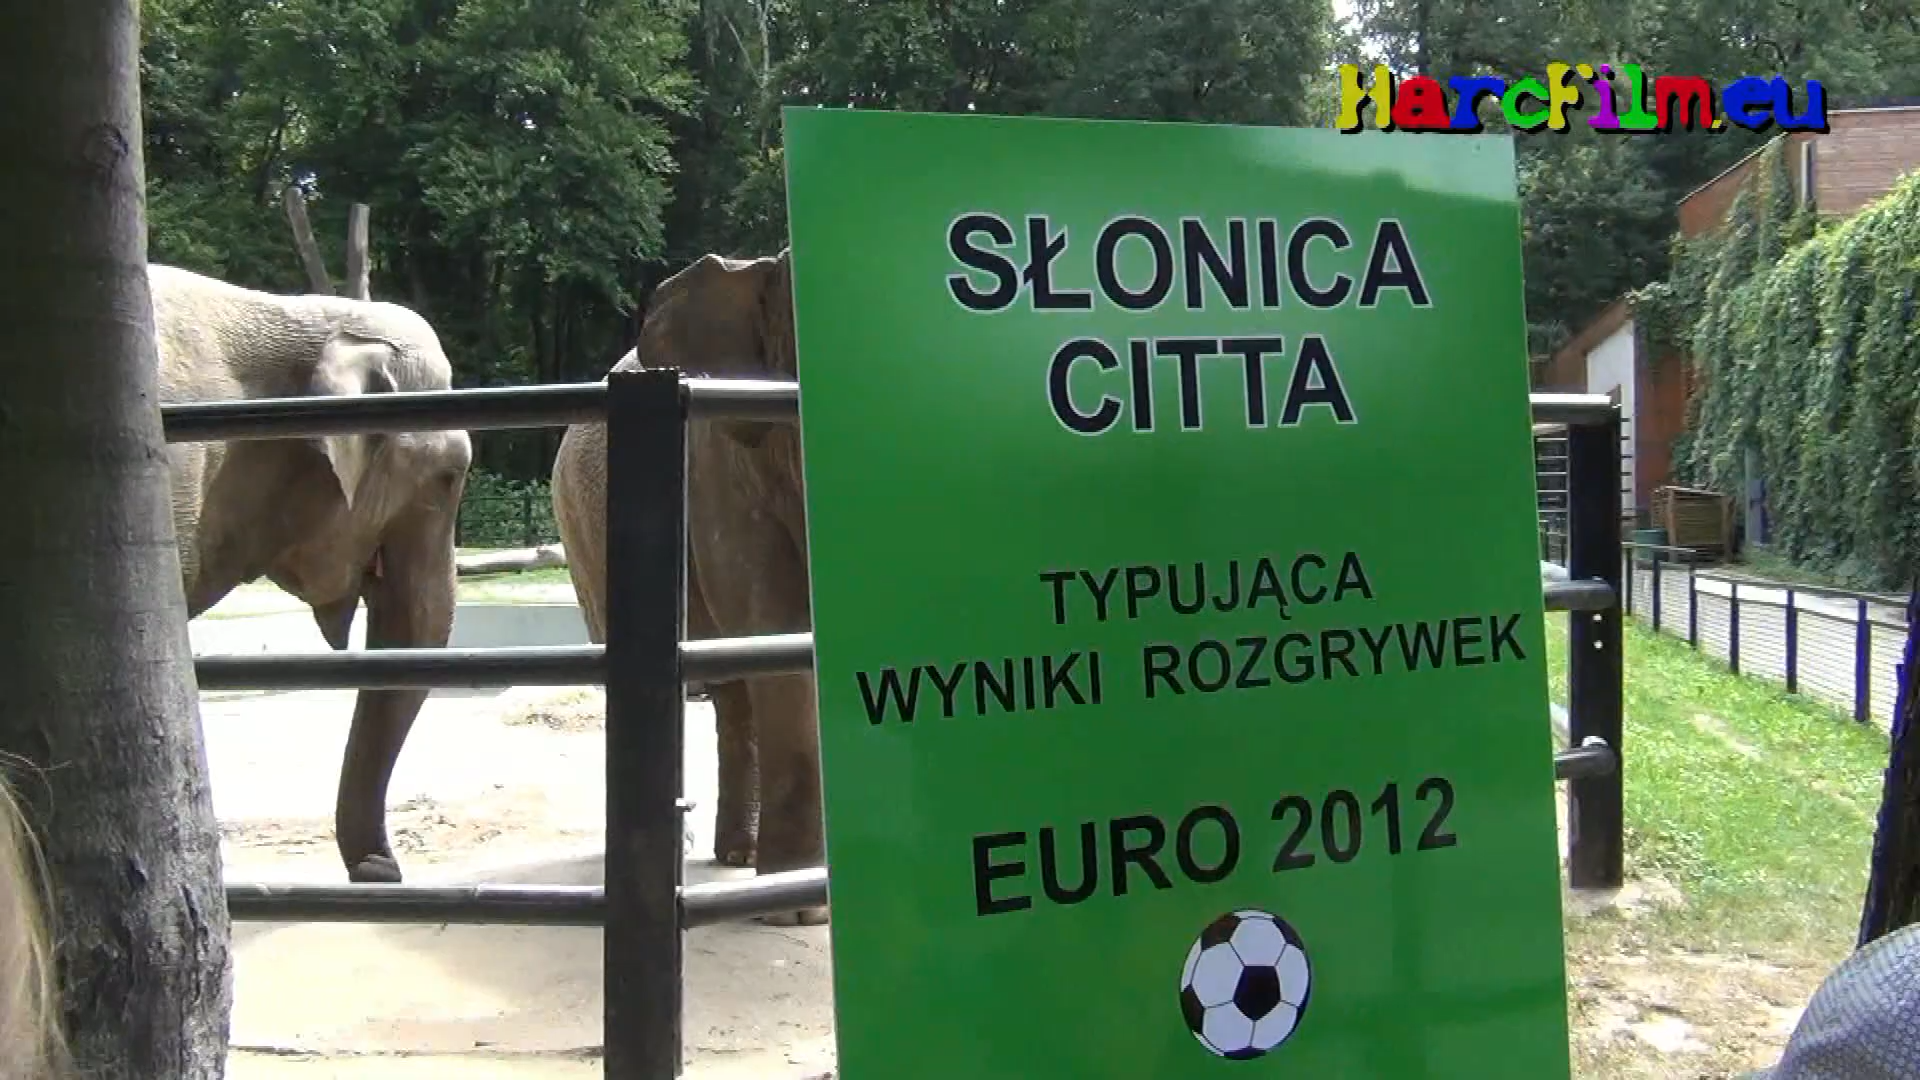 HarcFilm.eu
SŁONICA
CITTA
TYPUJĄCA
WYNIKI ROZGRYWEK
EURO 2012